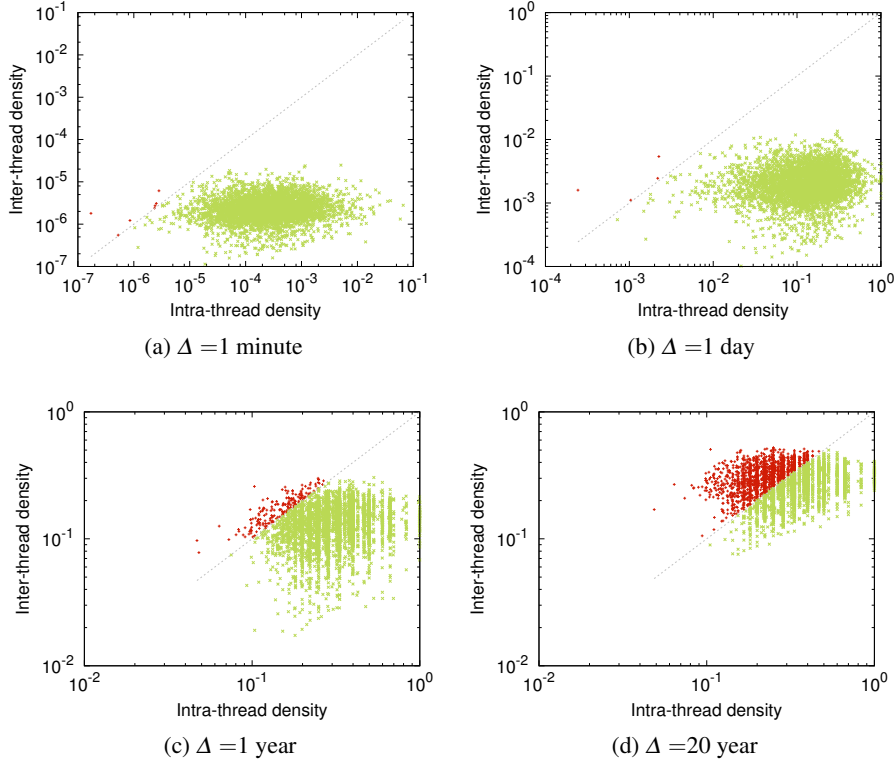 10^-1
10^-2
10^-3
10^-4
10^-5
10^-6
10^-7
Inter-thread density
10^-7 10^-6 10^-5 10^-4 10^-3 10^-2 10^-1
Intra-thread density
(a) Δ =1 minute
10^0
10^-1
10^-2
10^-3
10^-4
Inter-thread density
10^-4 10^-3 10^-2 10^-1 10^0
Intra-thread density
(b) Δ =1 day
10^0
10^-1
10^-2
Inter-thread density
10^-2 10^-1 10^0
Intra-thread density
(c) Δ =1 year
10^0
10^-1
10^-2
Inter-thread density
10^-2 10^-1 10^0
Intra-thread density
(d) Δ =20 year